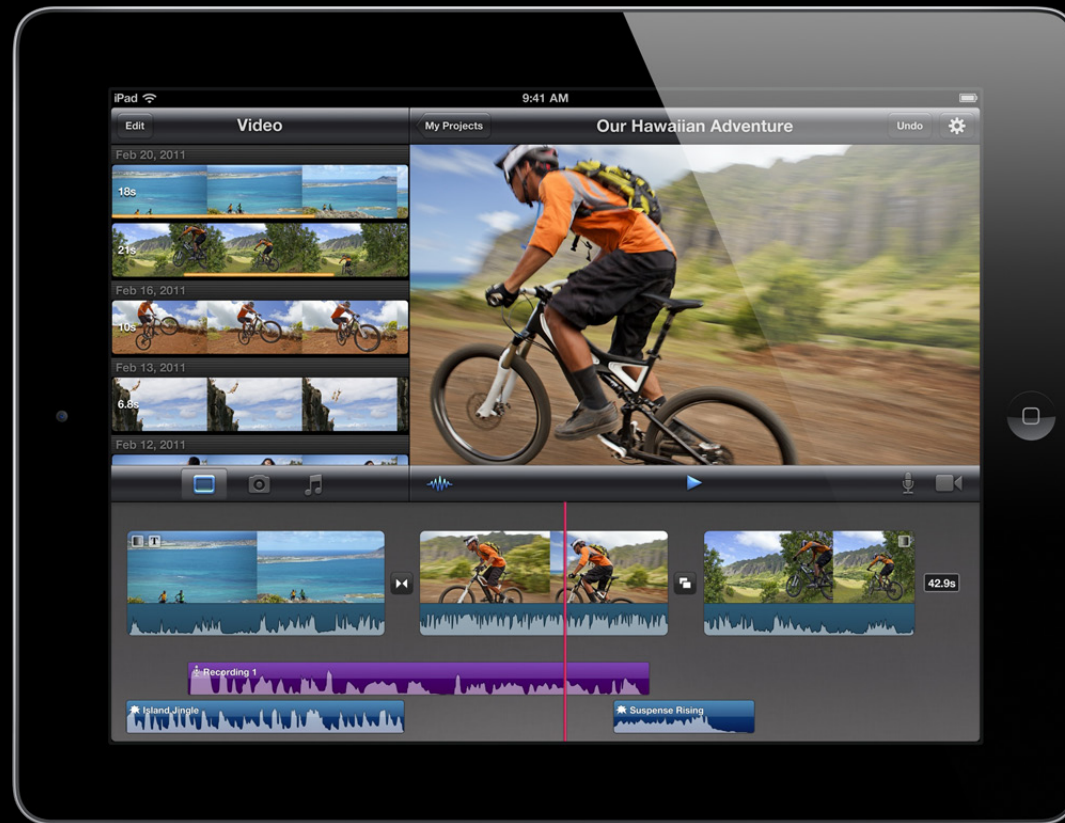 iPad 9:41 AM
Edit Video My Projects Our Hawaiian Adventure Undo
Feb 20, 2011
18s
21s
Feb 16, 2011
10s
Feb 13, 2011
6.8s
Feb 12, 2011
T
42.9s
Recording 1
Island Jingle
Suspense Rising